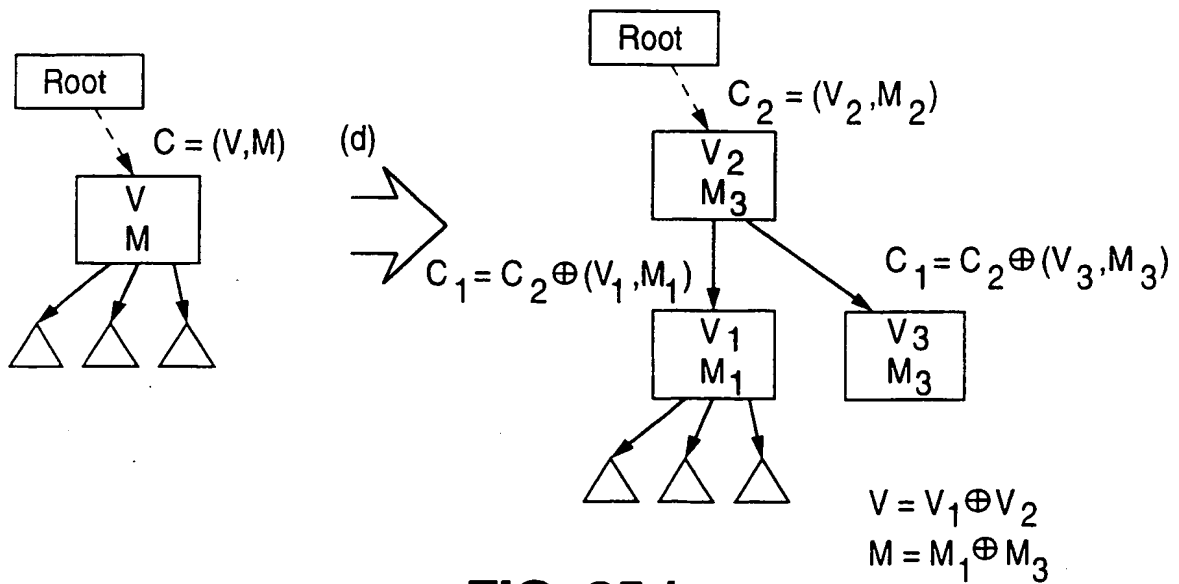 Root
C = (V,M)
V
M
(d)
Root
C2 = (V2,M2)
V2
M3
C1 = C2⊕(V1,M1)
C1 = C2⊕(V3,M3)
V1
M1
V3
M3
V = V1⊕V2
M = M1⊕M3